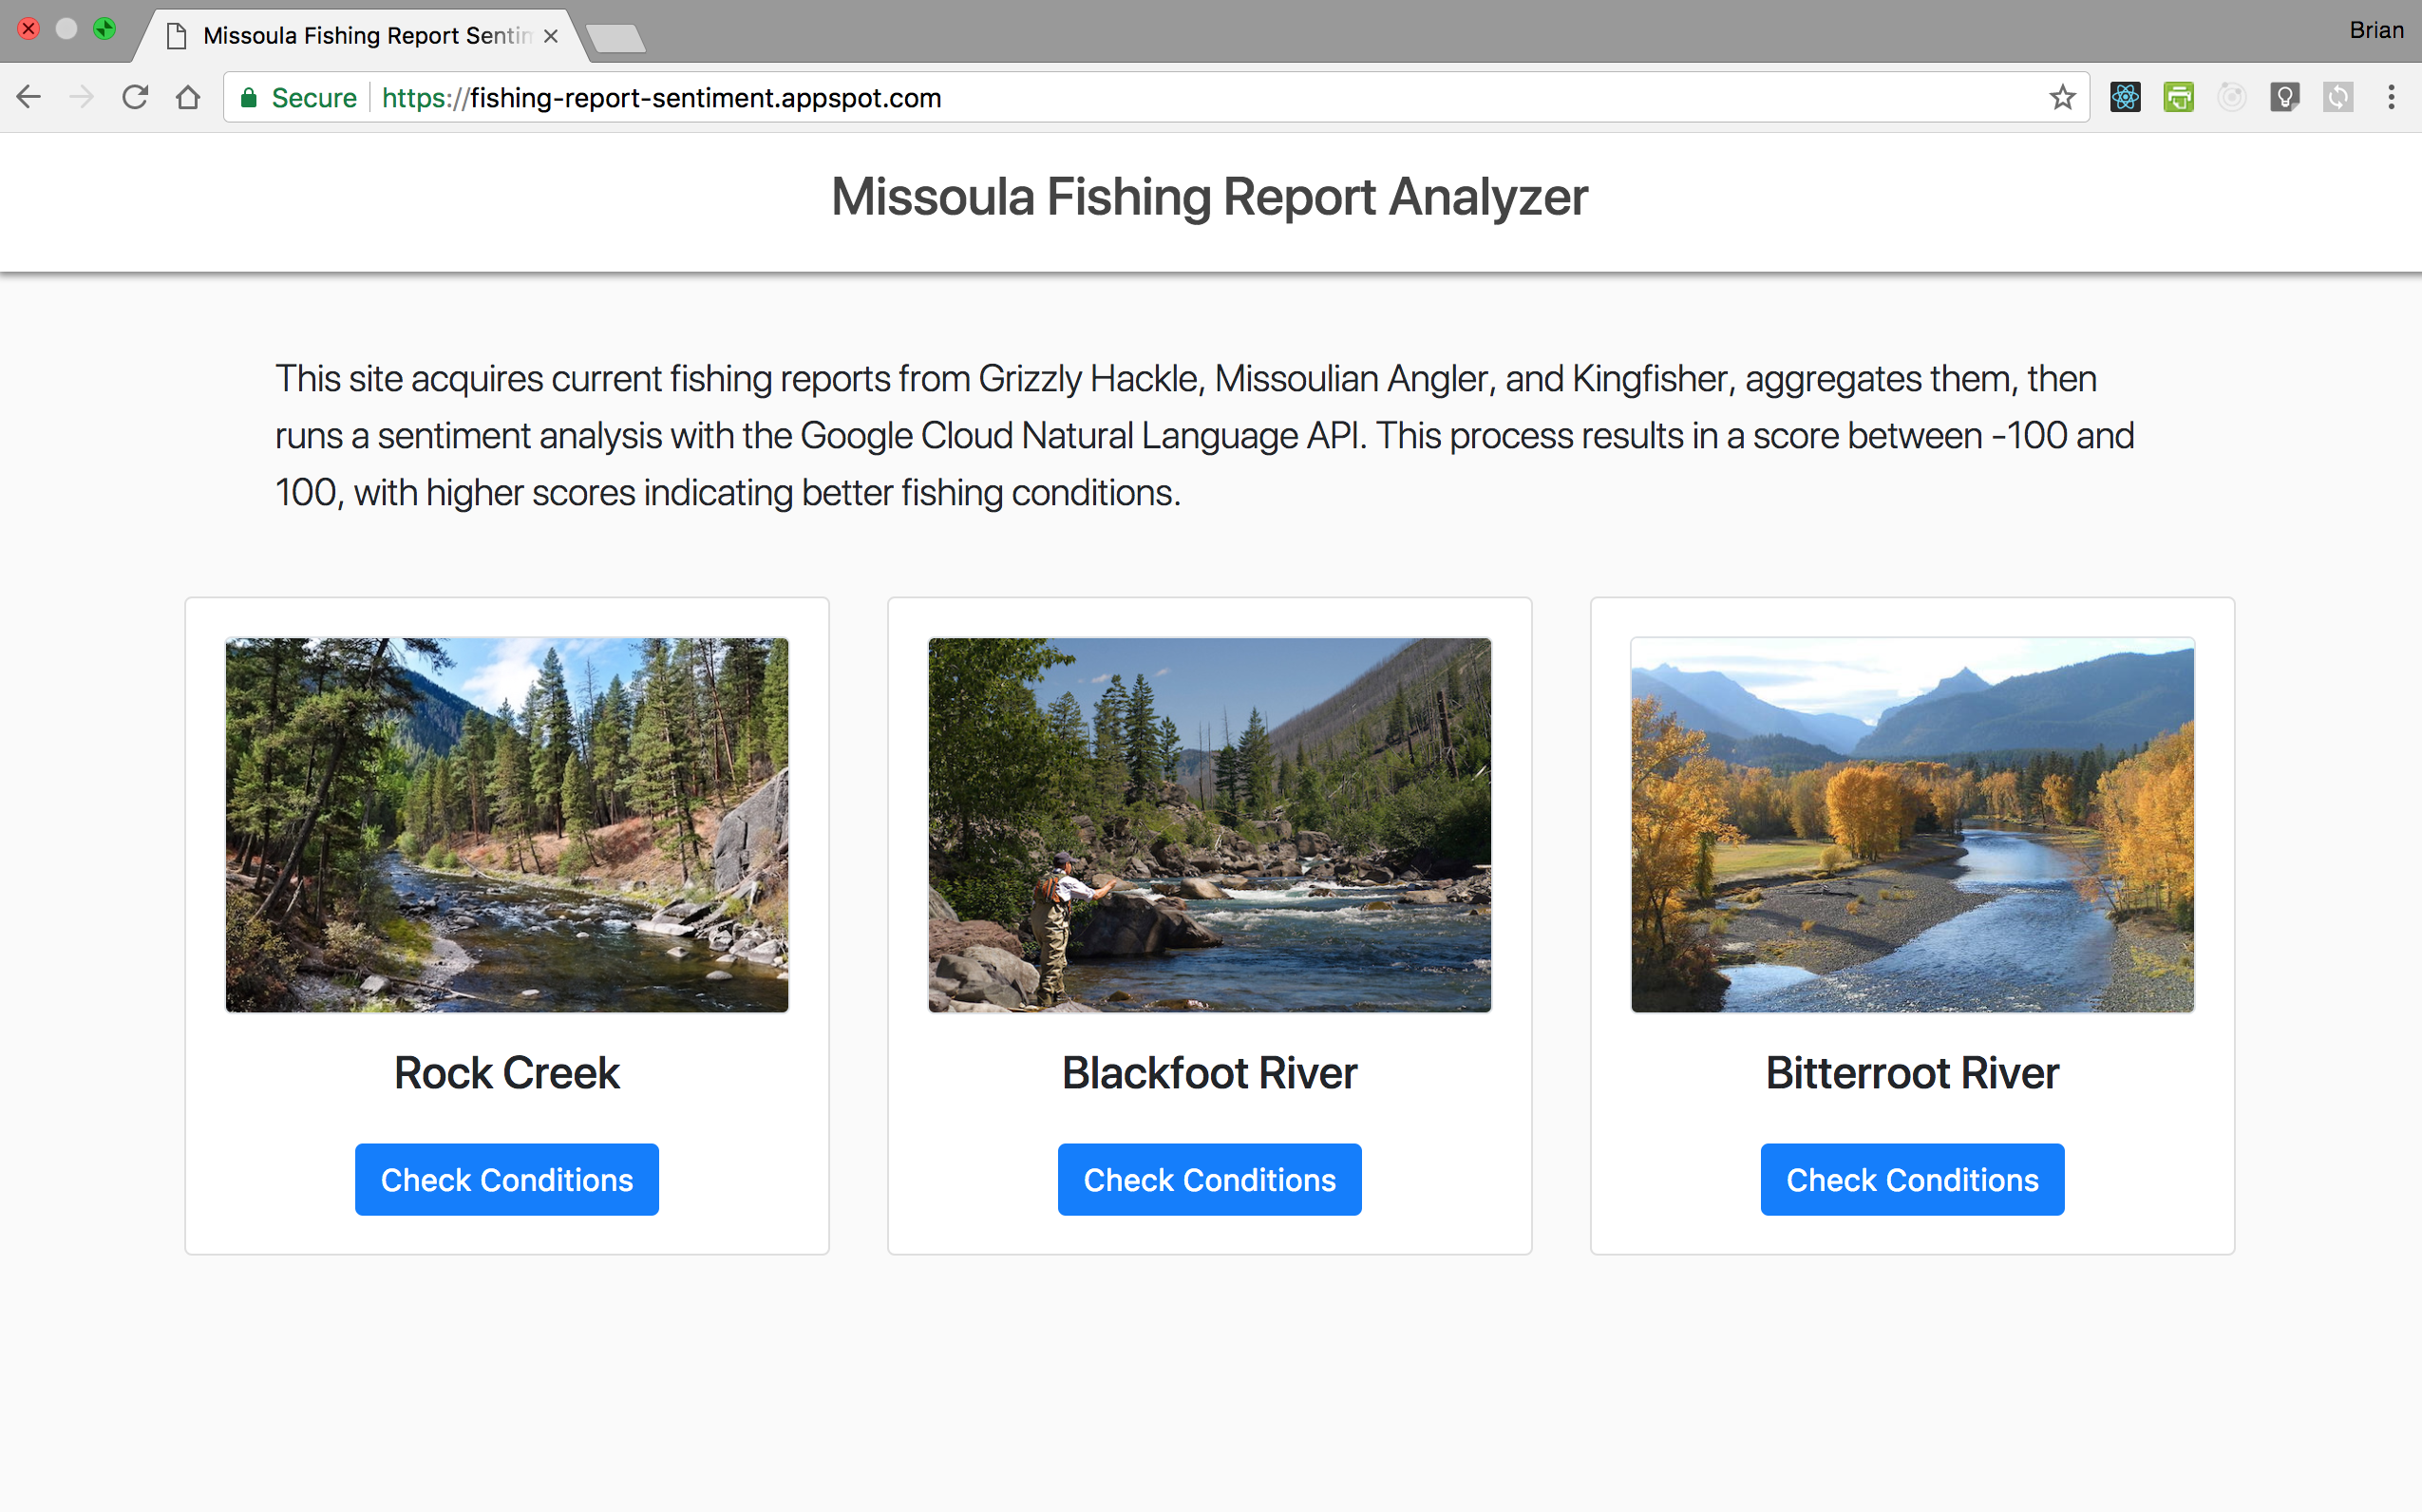 Missoula Fishing Report Sentin
Brian
Secure
https://fishing-report-sentiment.appspot.com
Missoula Fishing Report Analyzer
This site acquires current fishing reports from Grizzly Hackle, Missoulian Angler, and Kingfisher, aggregates them, then
runs a sentiment analysis with the Google Cloud Natural Language API. This process results in a score between -100 and
100, with higher scores indicating better fishing conditions.
Rock Creek
Blackfoot River
Bitterroot River
Check Conditions
Check Conditions
Check Conditions